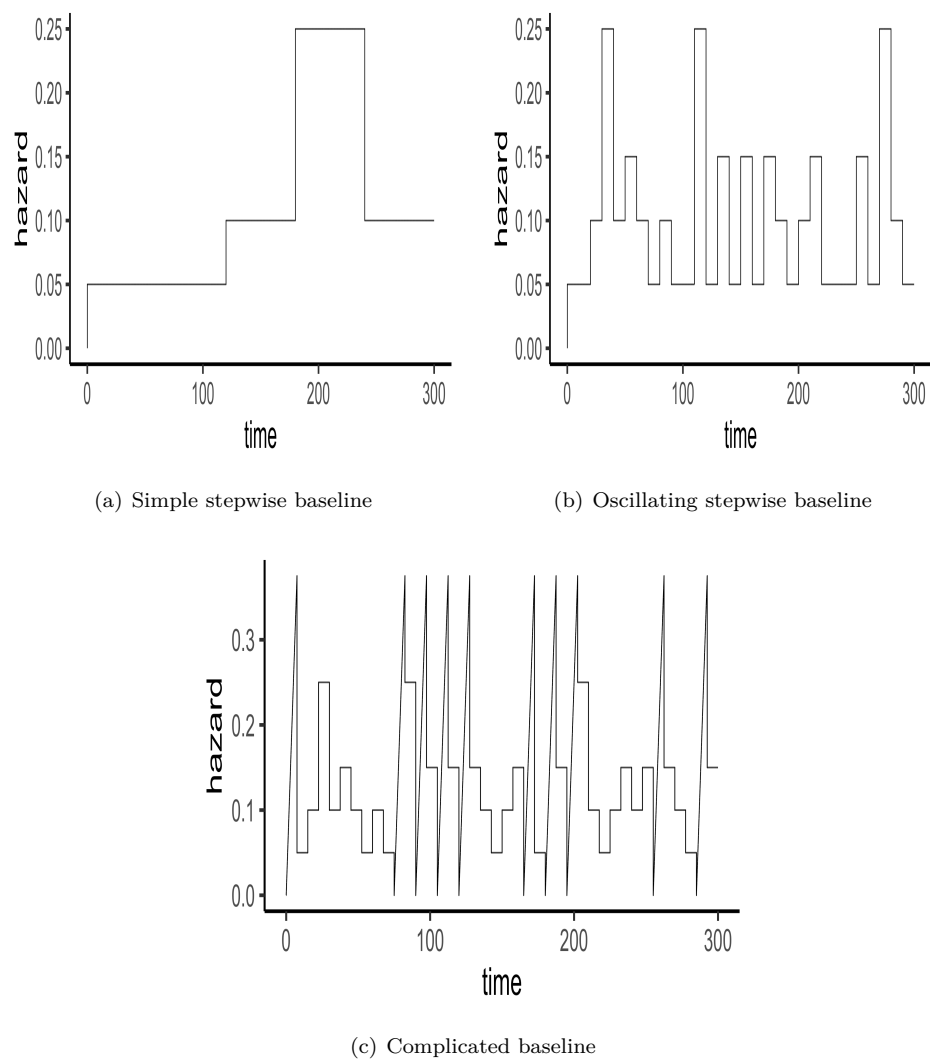 0.25
0.20
0.15
0.10
0.05
0.00
hazard
0 100 200 300
time
(a) Simple stepwise baseline
0.25
0.20
0.15
0.10
0.05
0.00
hazard
0 100 200 300
time
(b) Oscillating stepwise baseline
0.3
0.2
0.1
0.0
hazard
0 100 200 300
time
(c) Complicated baseline